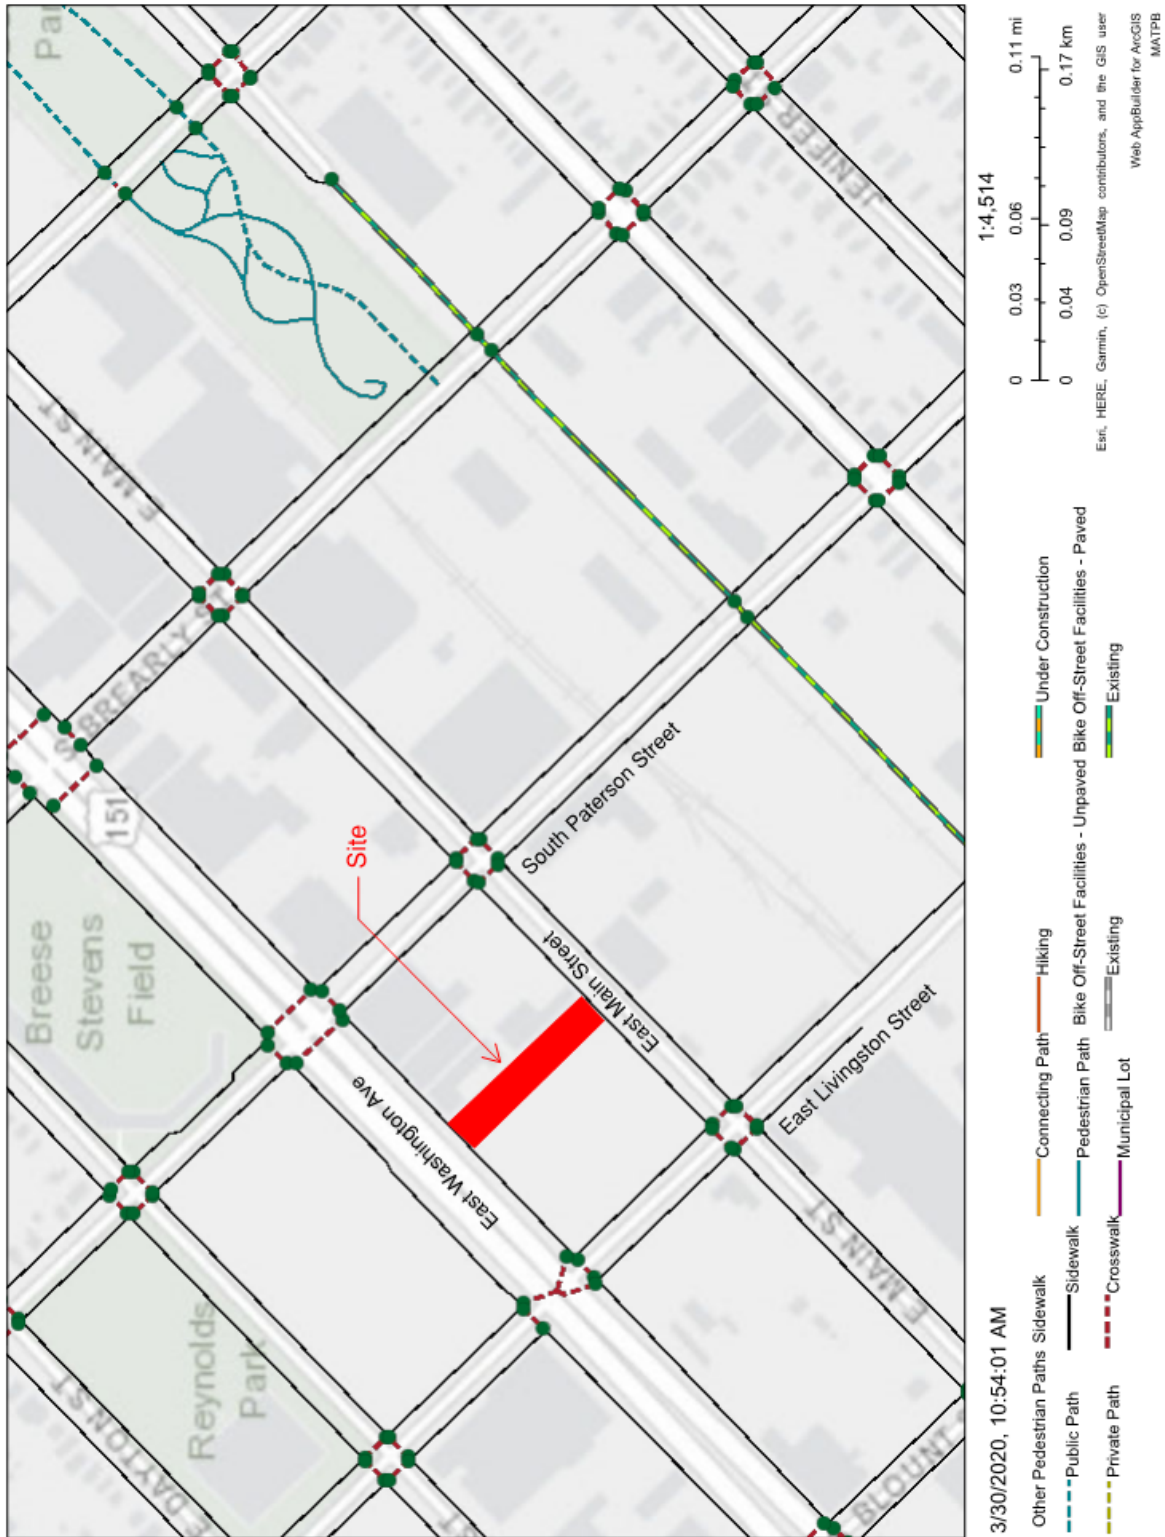 Par
Breese
Stevens
Field
Reynolds
Park
E DAYTON ST
ST
151
S BREARLY ST
E MAIN ST
JENIFER
Site
East Washington Ave
East Main Street
South Paterson Street
East Livingston Street
E MAIN ST
BLOUNT
3/30/2020, 10:54:01 AM
1:4,514
0 0.03 0.06 0.11 mi
0 0.04 0.09 0.17 km
Other Pedestrian Paths
Public Path
Private Path
Sidewalk
Sidewalk
Crosswalk
Connecting Path
Pedestrian Path
Municipal Lot
Hiking
Bike Off-Street Facilities - Unpaved
Existing
Under Construction
Bike Off-Street Facilities - Paved
Existing
Esri, HERE, Garmin, (c) OpenStreetMap contributors, and the GIS user
Web AppBuilder for ArcGIS
MATPB